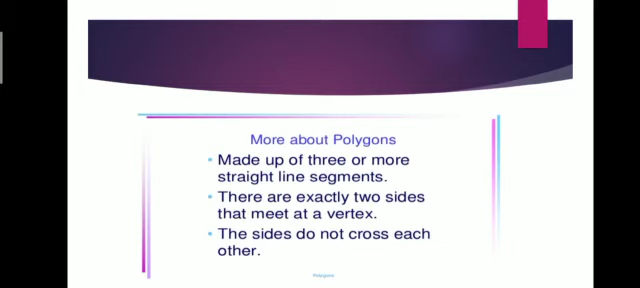 More about Polygons
• Made up of three or more
straight line segments.
• There are exactly two sides
that meet at a vertex.
• The sides do not cross each
other.
Polygons